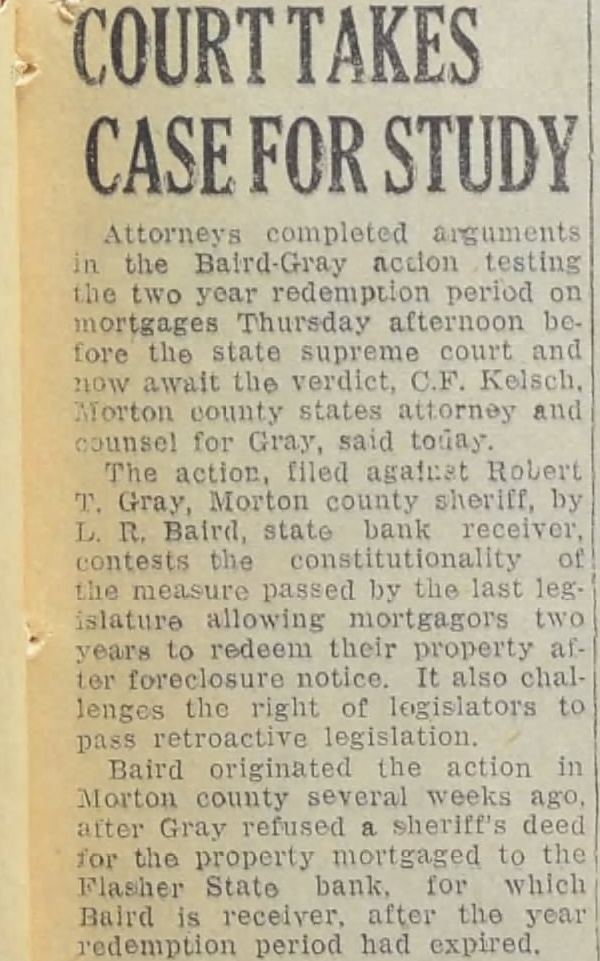 COURT TAKES
CASE FOR STUDY
Attorneys completed arguments
in the Baird-Gray action testing
the two year redemption period on
mortgages Thursday afternoon be-
fore the state supreme court and
now await the verdict, C.F. Kelsch,
Morton county states attorney and
counsel for Gray, said today.
The action, filed against Robert
T. Gray, Morton county sheriff, by
L. R. Baird, state bank receiver,
contests the constitutionality of
the measure passed by the last leg-
islature allowing mortgagors two
years to redeem their property af-
ter foreclosure notice. It also chal-
lenges the right of legislators to
pass retroactive legislation.
Baird originated the action in
Morton county several weeks ago,
after Gray refused a sheriff's deed
for the property mortgaged to the
Flasher State bank, for which
Baird is receiver, after the year
redemption period had expired.